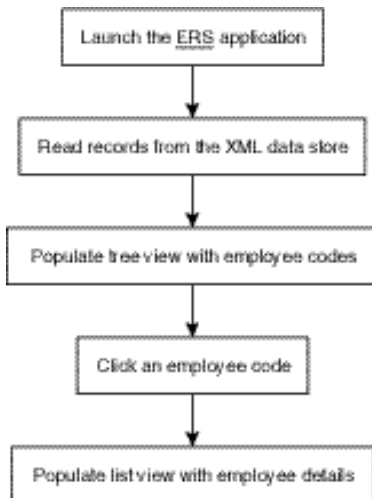 Launch the ERS application
Read records from the XML data store
Populate tree view with employee codes
Click an employee code
Populate list view with employee details